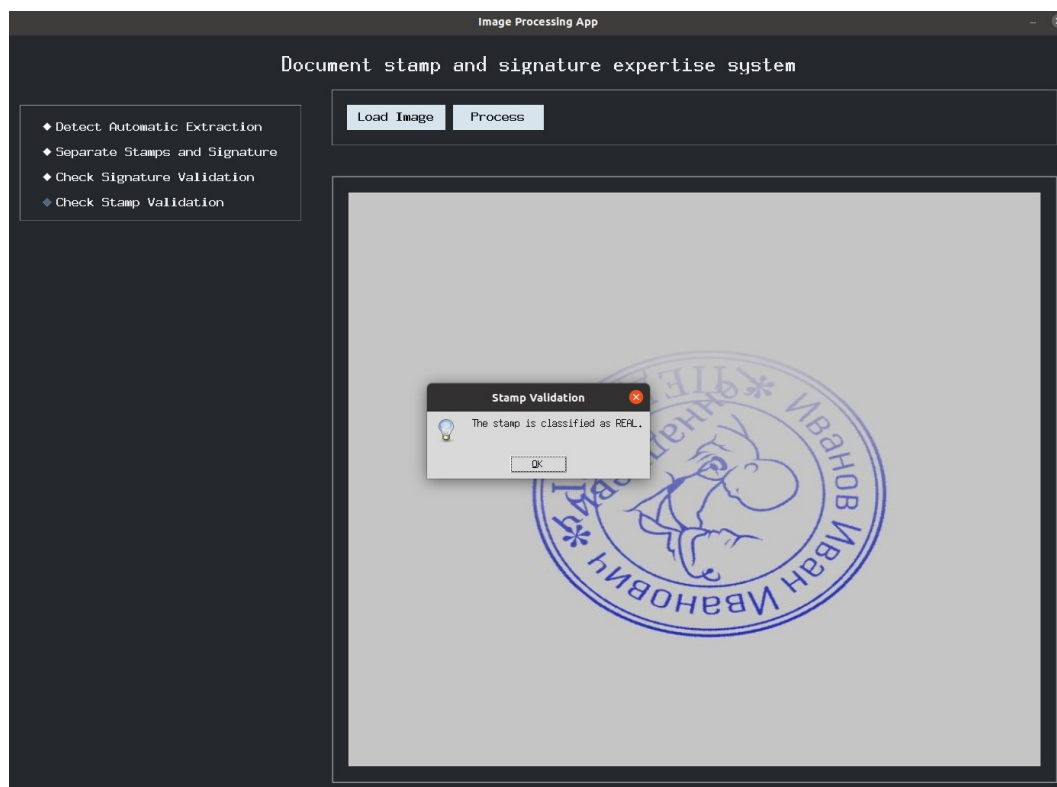 Image Processing App
Document stamp and signature expertise system
Detect Automatic Extraction
Separate Stamps and Signature
Check Signature Validation
Check Stamp Validation
Load Image
Process
Stamp Validation
The stamp is classified as REAL.
OK
Иванов Иван Иванович